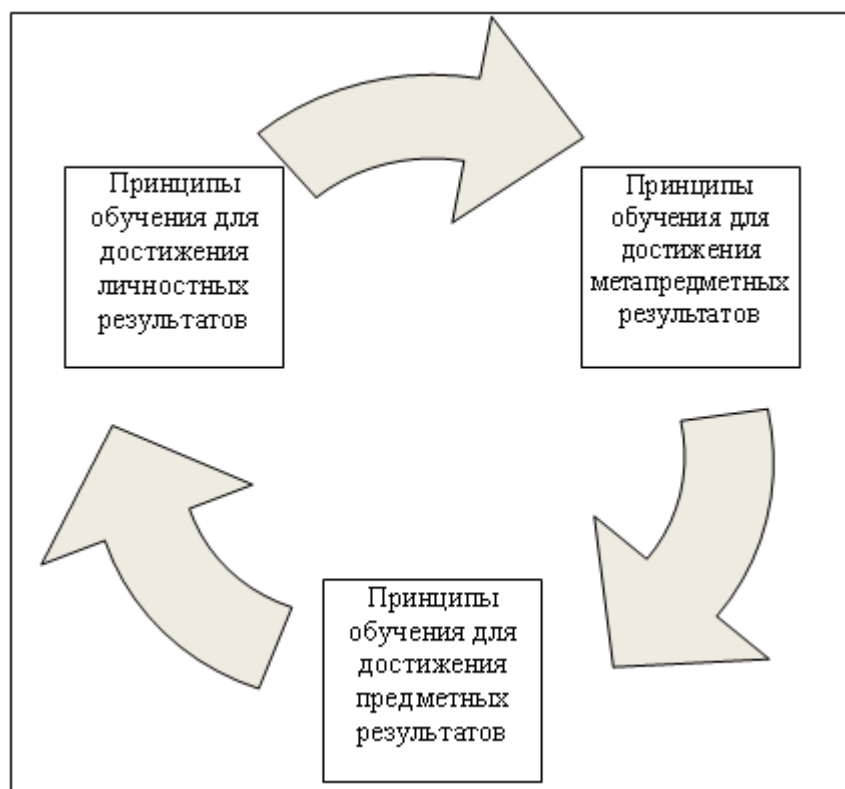 Принципы
обучения для
достижения
личностных
результатов
Принципы
обучения для
достижения
метапредметных
результатов
Принципы
обучения для
достижения
предметных
результатов